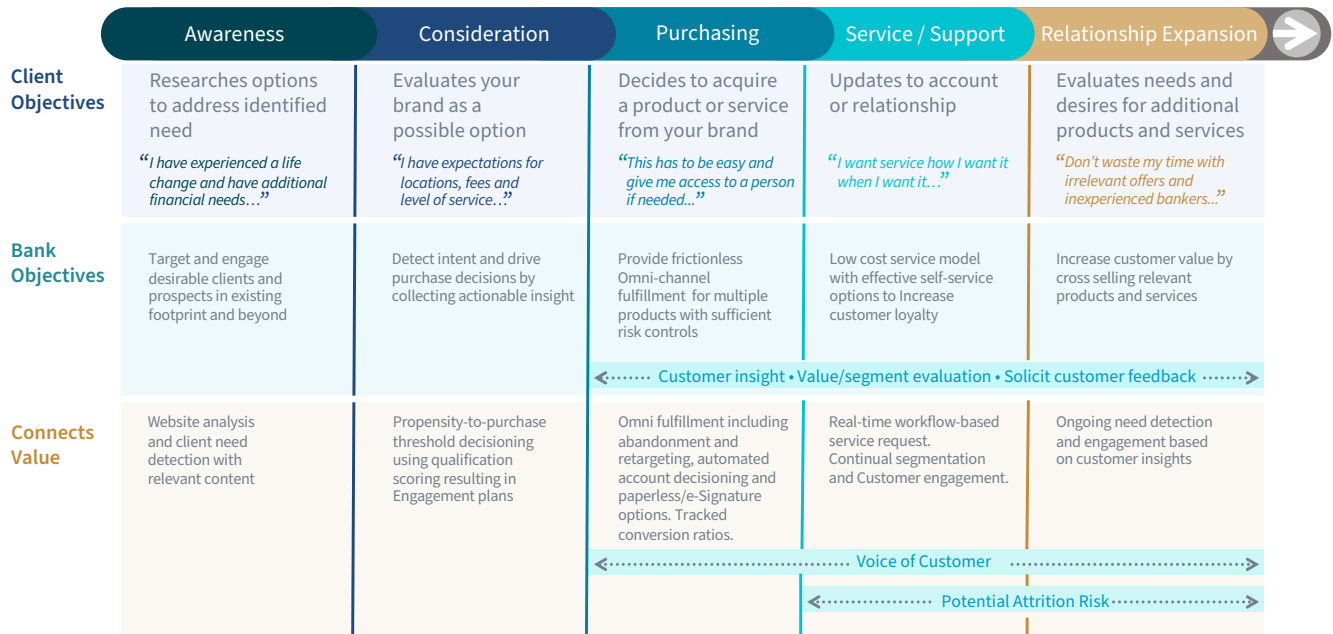 Awareness
Consideration
Purchasing
Service / Support
Relationship Expansion
Client
Objectives
Researches options
to address identified
need
“I have experienced a life
change and have additional
financial needs…”
Evaluates your
brand as a
possible option
“I have expectations for
locations, fees and
level of service…”
Decides to acquire
a product or service
from your brand
“This has to be easy and
give me access to a person
if needed...”
Updates to account
or relationship
“I want service how I want it
when I want it…”
Evaluates needs and
desires for additional
products and services
“Don’t waste my time with
irrelevant offers and
inexperienced bankers...”
Bank
Objectives
Target and engage
desirable clients and
prospects in existing
footprint and beyond
Detect intent and drive
purchase decisions by
collecting actionable insight
Provide frictionless
Omni-channel
fulfillment for multiple
products with sufficient
risk controls
Low cost service model
with effective self-service
options to Increase
customer loyalty
Increase customer value by
cross selling relevant
products and services
Customer insight • Value/segment evaluation • Solicit customer feedback
Connects
Value
Website analysis
and client need
detection with
relevant content
Propensity-to-purchase
threshold decisioning
using qualification
scoring resulting in
Engagement plans
Omni fulfillment including
abandonment and
retargeting, automated
account decisioning and
paperless/e-Signature
options. Tracked
conversion ratios.
Real-time workflow-based
service request.
Continual segmentation
and Customer engagement.
Ongoing need detection
and engagement based
on customer insights
Voice of Customer
Potential Attrition Risk